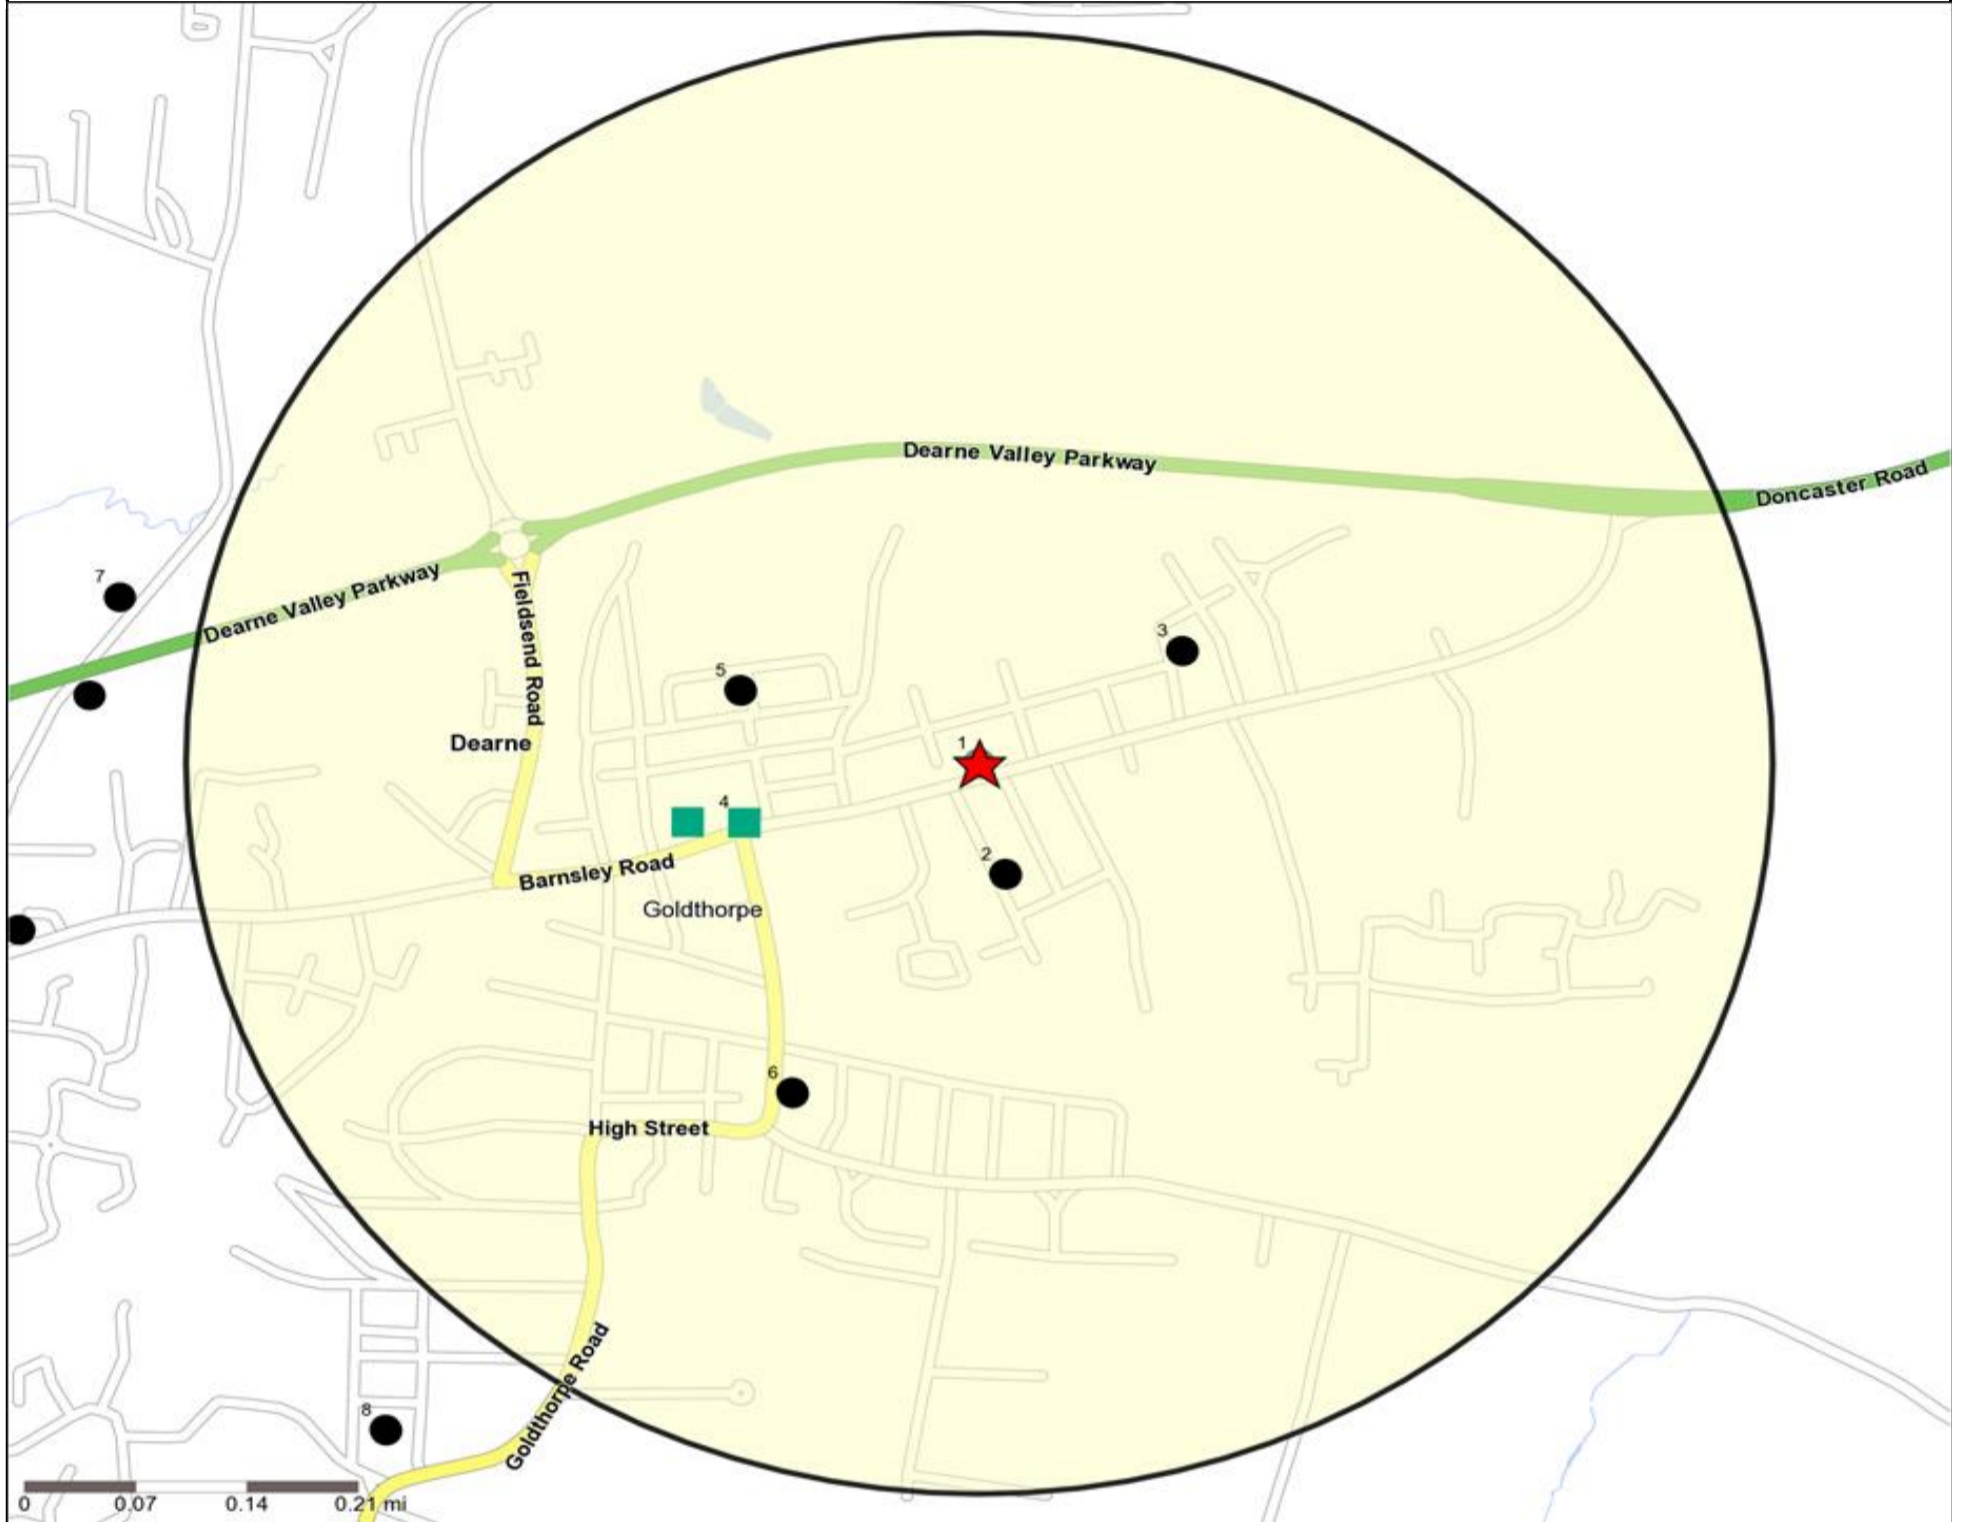 Dearne Valley Parkway
Doncaster Road
Dearne Valley Parkway
Fieldsend Road
7
3
5
Dearne
1
4
2
Barnsley Road
Goldthorpe
6
High Street
Goldthorpe Road
8
0 0.07 0.14 0.21 mi